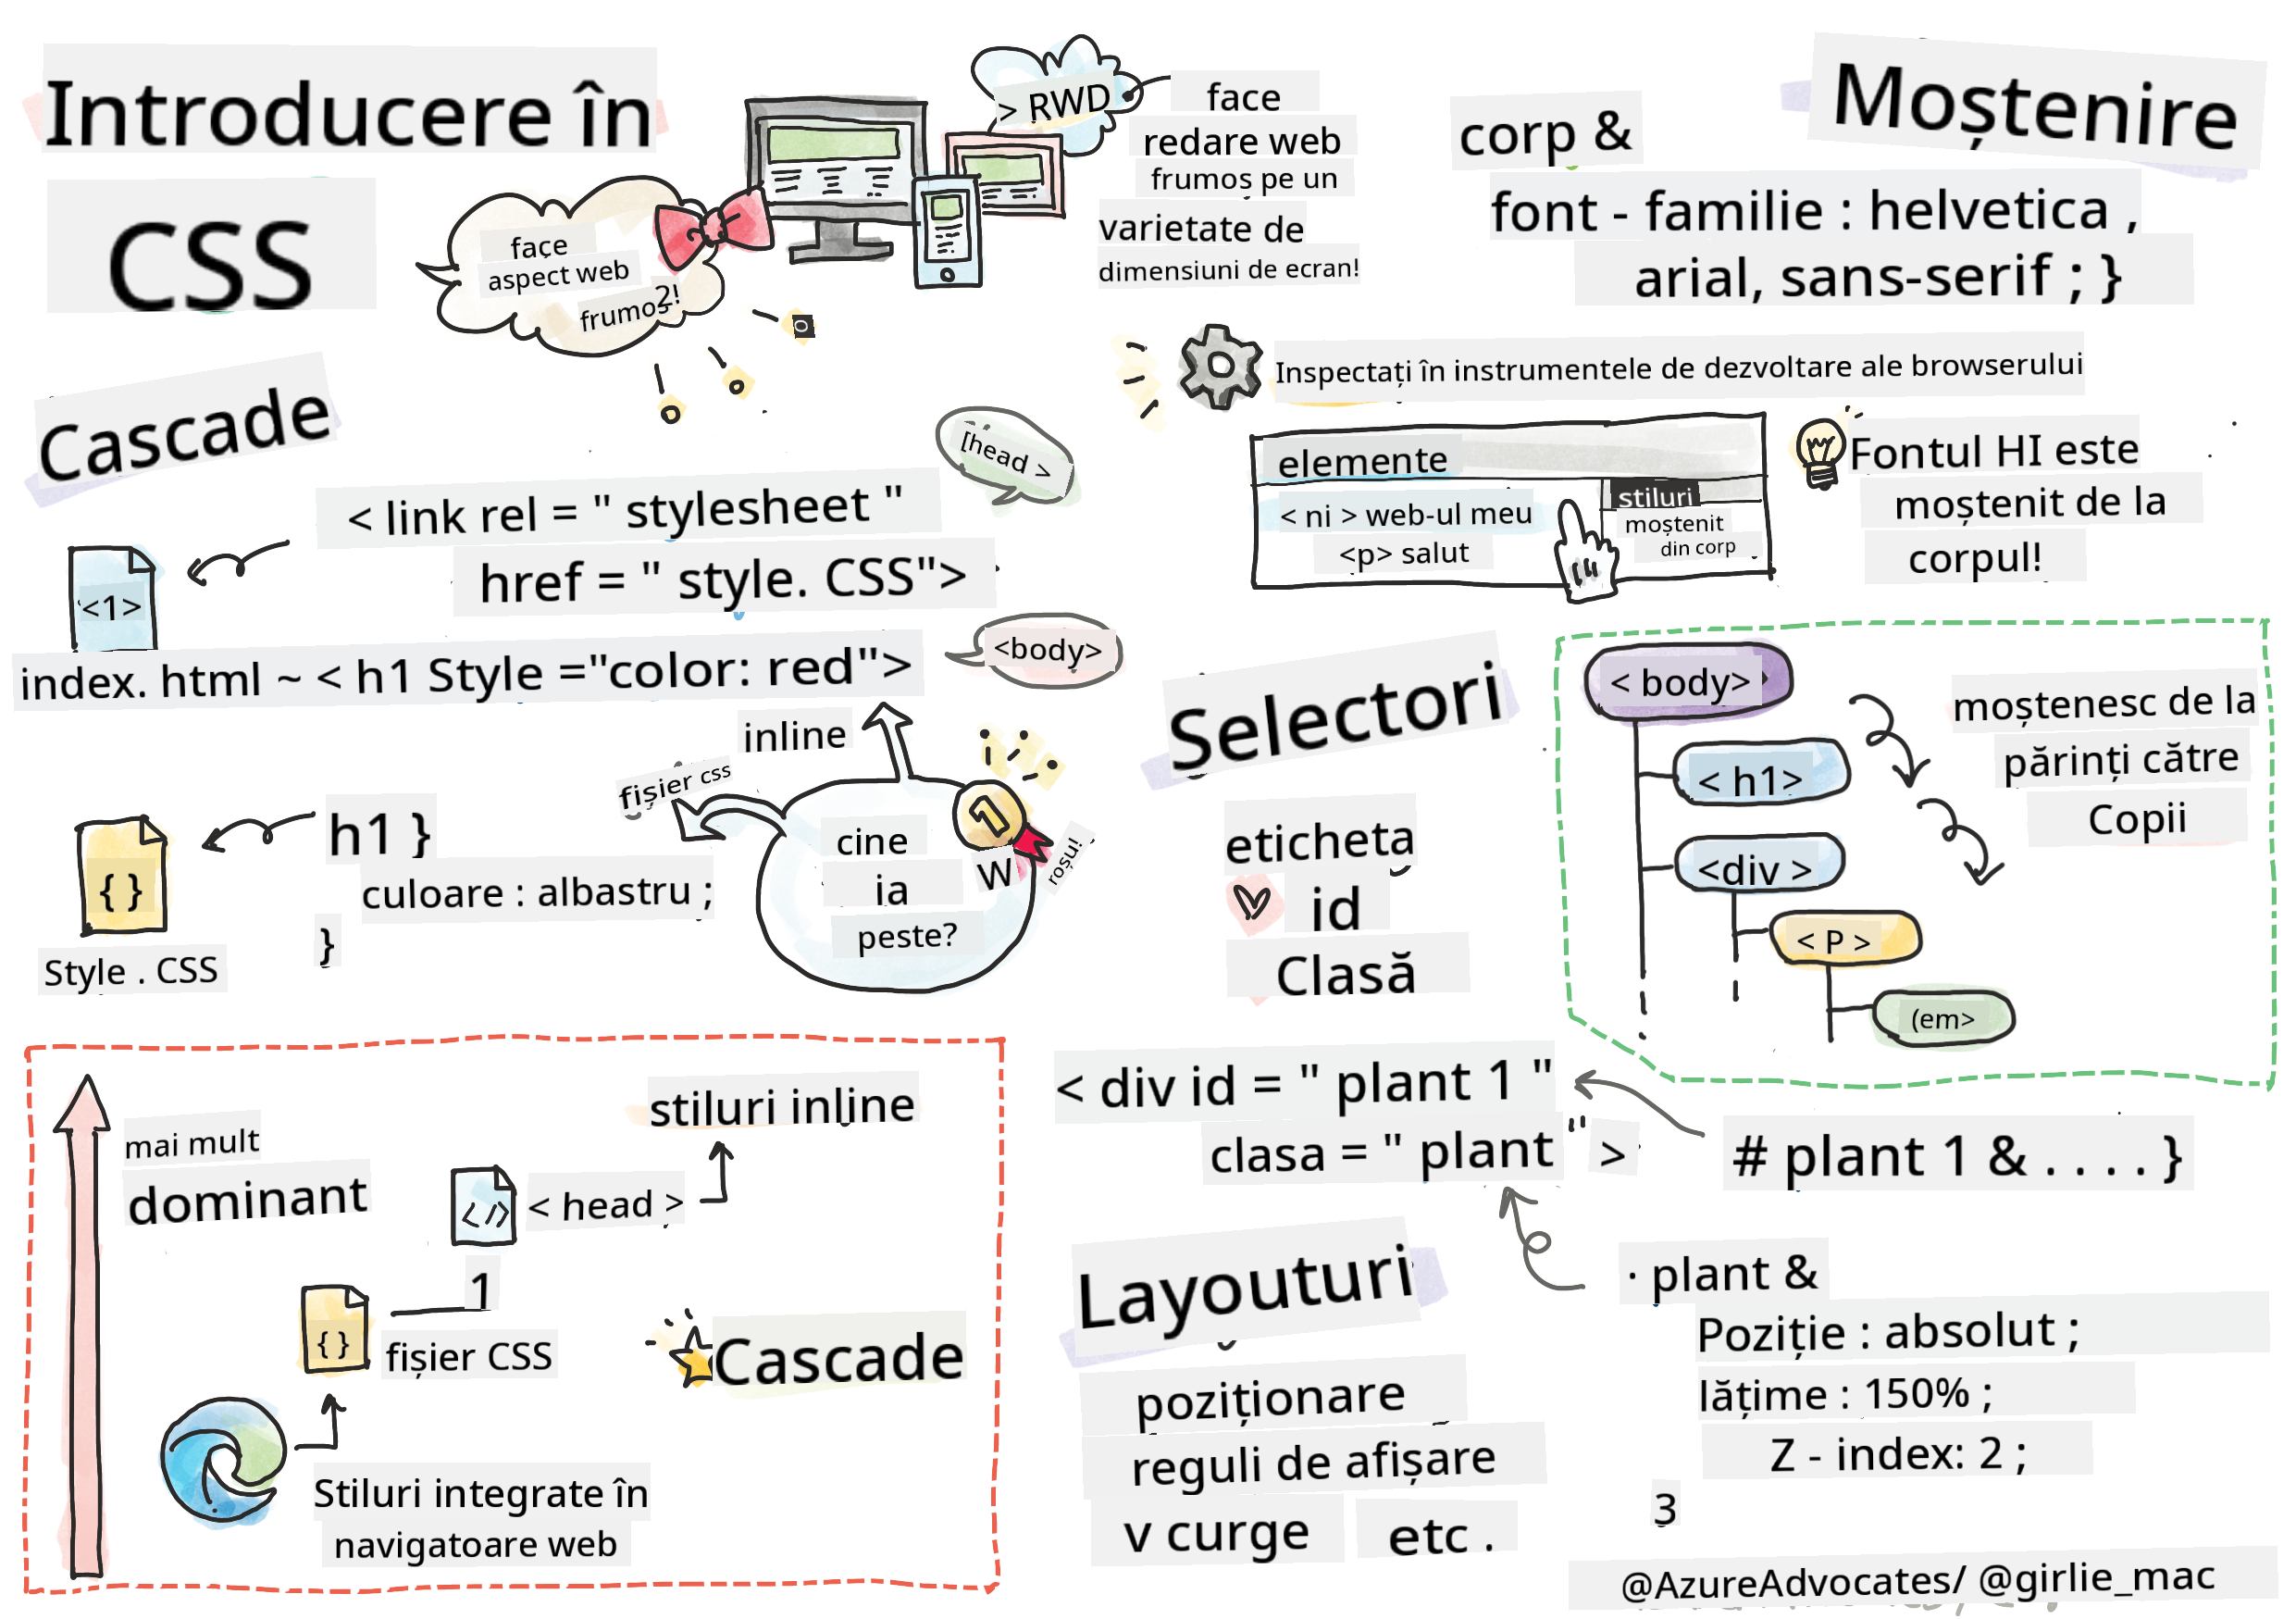 Introducere în
CSS
face
aspect web
frumos2!
> RWD
face
redare web
frumos pe un
varietate de
dimensiuni de ecran!
Moștenire
corp &
font - familie : helvetica ,
arial, sans-serif ; }
Inspectați în instrumentele de dezvoltare ale browserului
elemente
< ni > web-ul meu
<p> salut
stiluri
moștenit
din corp
Fontul HI este
moștenit de la
corpul!
Cascade
[head >
< link rel = " stylesheet "
href = " style. CSS">
<1>
index. html ~ < h1 Style ="color: red">
<body>
inline
fișier css
h1 }
culoare : albastru ;
}
{ }
Style . CSS
cine
ia
peste?
1
W
roșu!
Selectori
eticheta
id
Clasă
< body>
< h1>
<div >
< P >
(em>
moștenesc de la
părinți către
Copii
< div id = " plant 1 "
clasa = " plant " >
# plant 1 & . . . . }
· plant &
Poziție : absolut ;
lățime : 150% ;
Z - index: 2 ;
3
Layouturi
poziționare
reguli de afișare
v curge etc .
mai mult
dominant
stiluri inline
</>
< head >
1
{ }
fișier CSS
Cascade
Stiluri integrate în
navigatoare web
@AzureAdvocates/ @girlie_mac